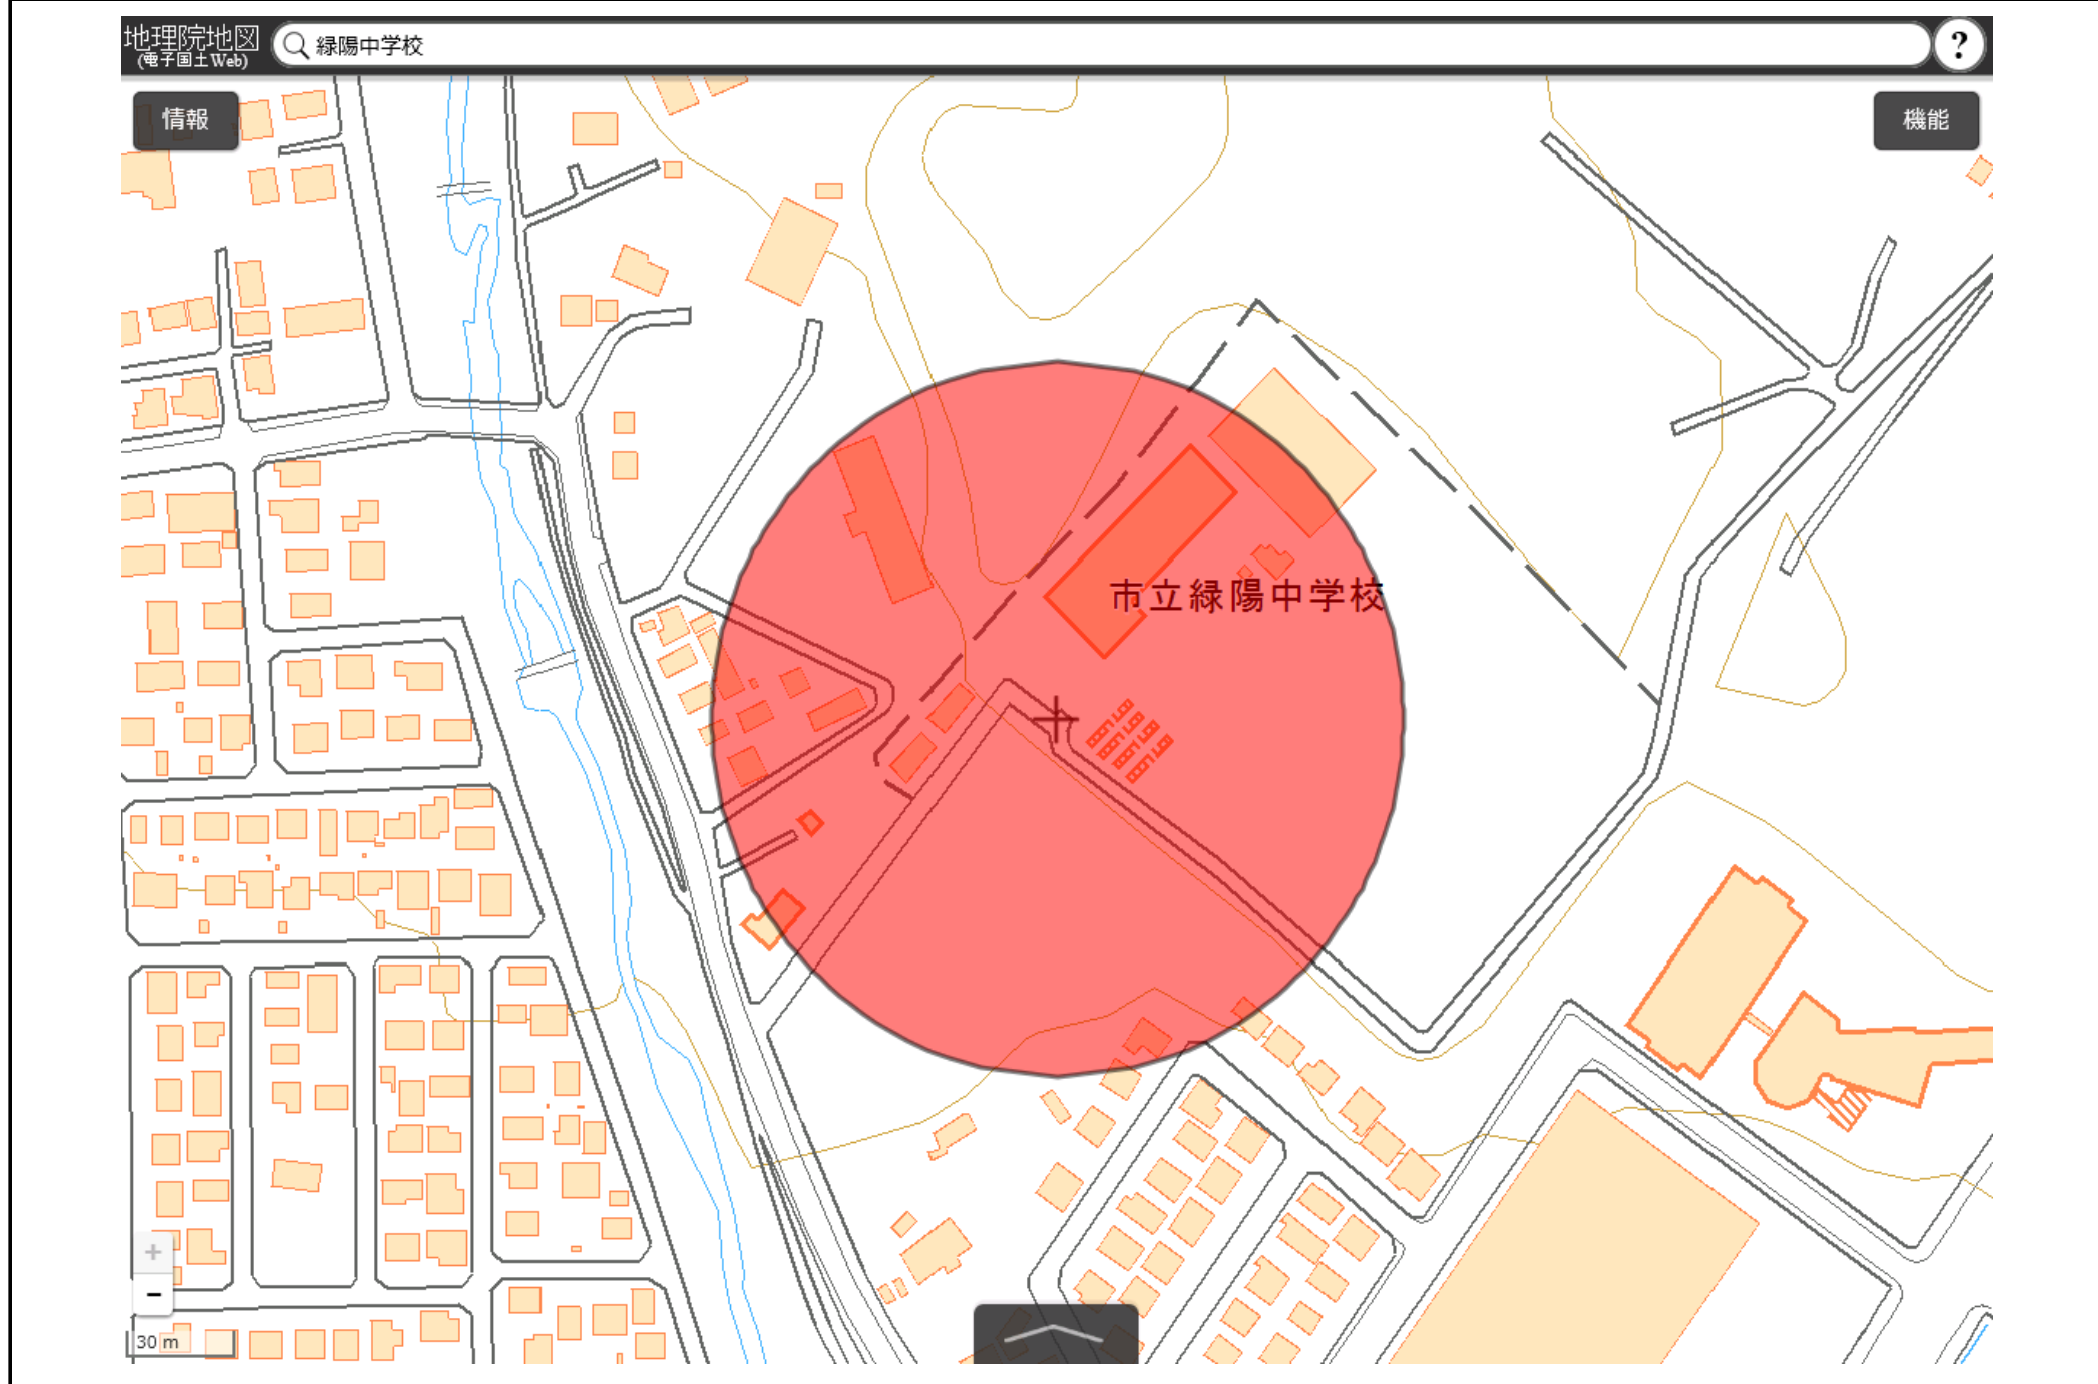 地理院地図
(電子国土Web)
緑陽中学校
?
情報
機能
市立緑陽中学校
+
−
30 m